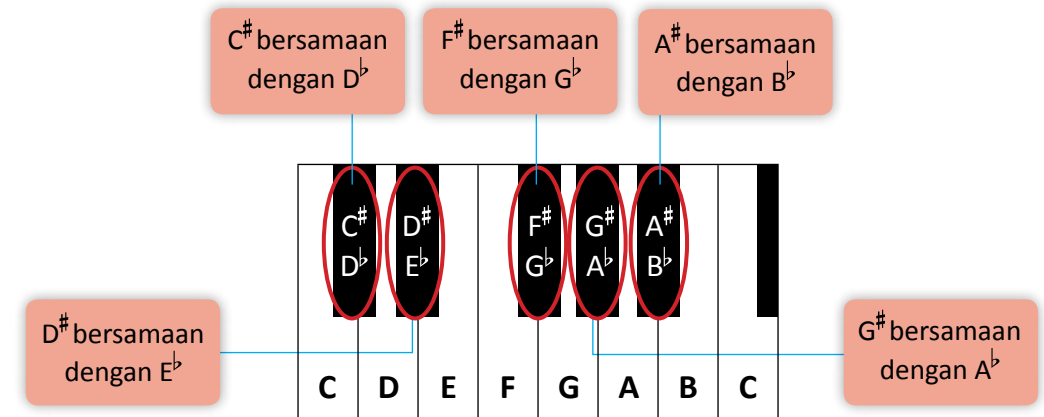 C♯ bersamaan
dengan D♭
F♯ bersamaan
dengan G♭
A♯ bersamaan
dengan B♭
C♯ D♯ F♯ G♯ A♯
D♭ E♭ G♭ A♭ B♭
D♯ bersamaan
dengan E♭
G♯ bersamaan
dengan A♭
C D E F G A B C